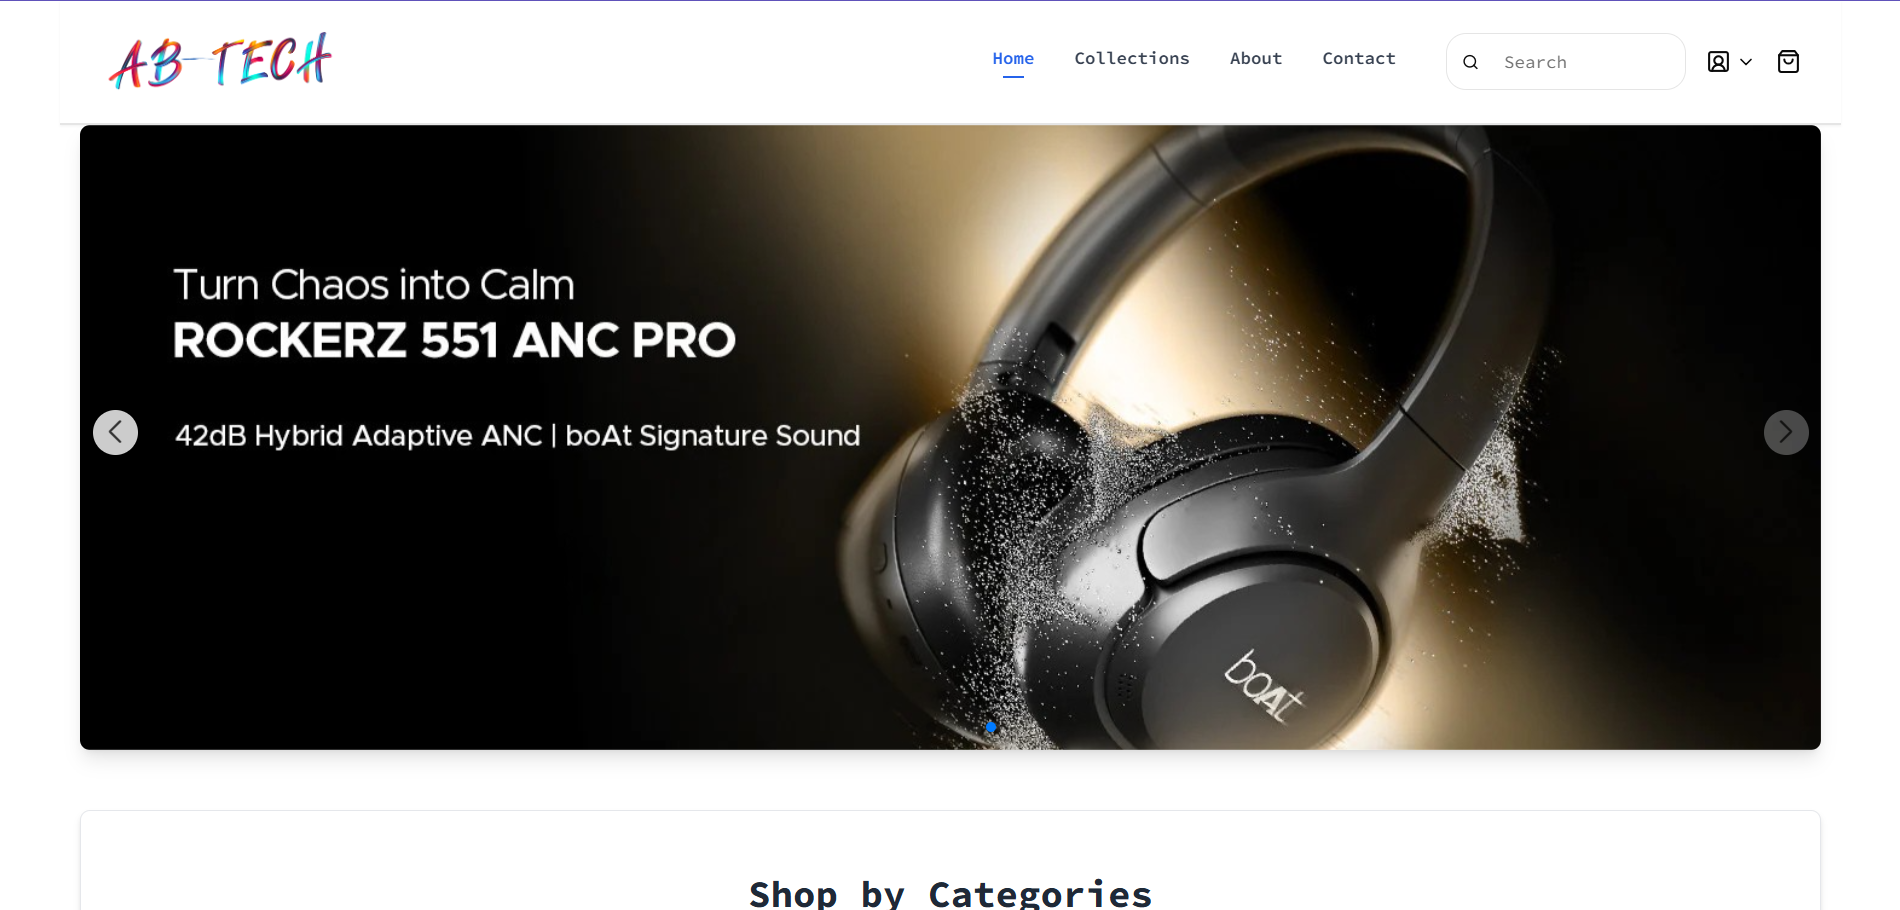 AB-TECH
Home
Collections
About
Contact
Search
Turn Chaos into Calm
ROCKERZ 551 ANC PRO
42dB Hybrid Adaptive ANC | boAt Signature Sound
boAt
Shop by Categories